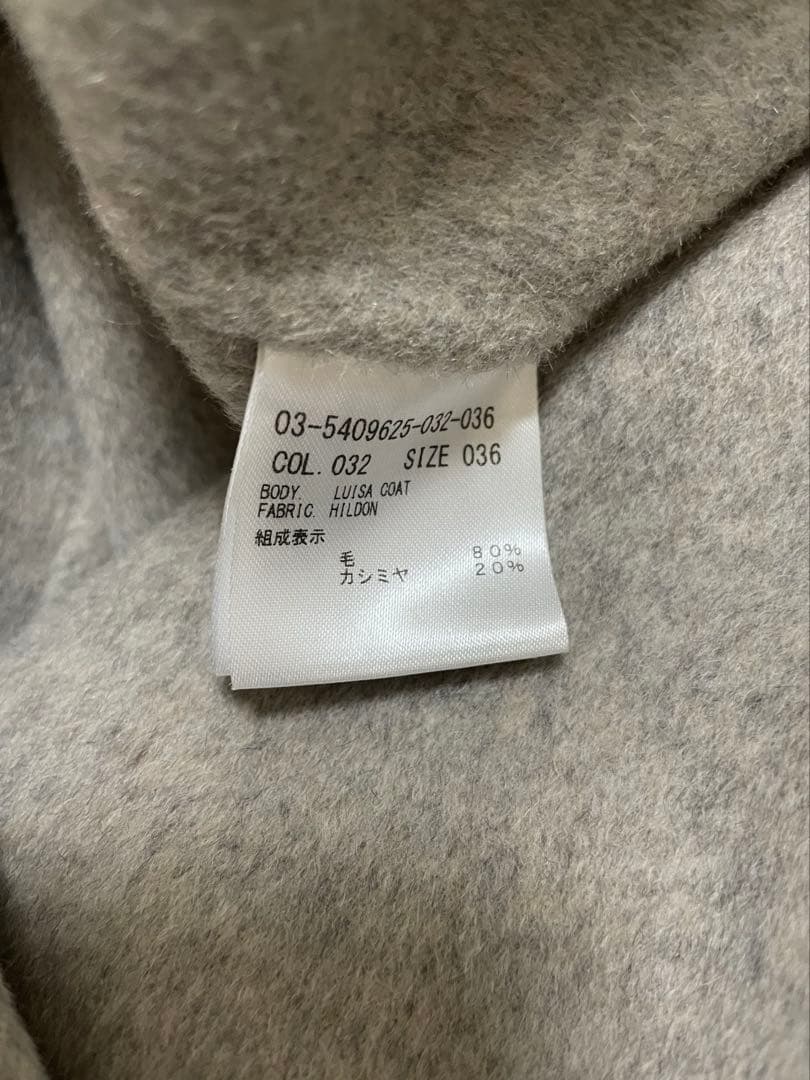 03-5409625-032-036
COL. 032 SIZE 036
BODY. LUISA COAT
FABRIC. HILDON
組成表示
毛 80%
カシミヤ 20%